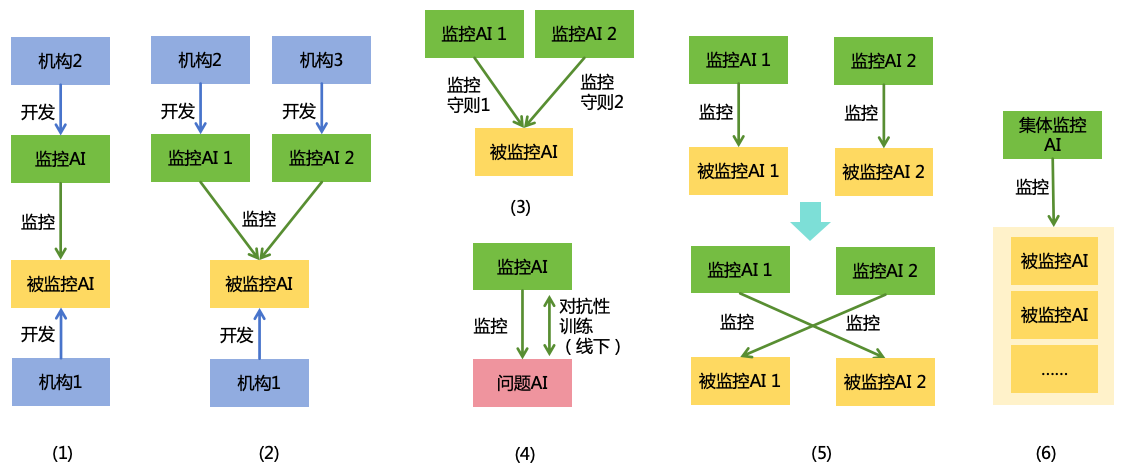 机构2
开发
监控AI
监控
被监控AI
开发
机构1
(1)
机构2
机构3
开发
开发
监控AI 1
监控AI 2
监控
被监控AI
开发
机构1
(2)
监控AI 1
监控AI 2
监控
守则1
监控
守则2
被监控AI
(3)
监控AI
监控
对抗性
训练
（线下）
问题AI
(4)
监控AI 1
监控AI 2
监控
监控
被监控AI 1
被监控AI 2
监控AI 1
监控AI 2
监控
监控
被监控AI 1
被监控AI 2
(5)
集体监控
AI
监控
被监控AI
被监控AI
……
(6)